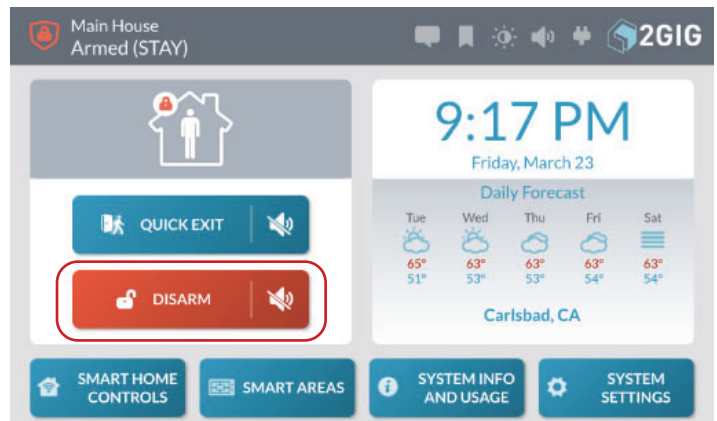 Main House
Armed (STAY)
2GIG
QUICK EXIT
DISARM
9:17 PM
Friday, March 23
Daily Forecast
Tue Wed Thu Fri Sat
65° 63° 63° 63° 63°
51° 53° 53° 54° 54°
Carlsbad, CA
SMART HOME
CONTROLS
SMART AREAS
SYSTEM INFO
AND USAGE
SYSTEM
SETTINGS